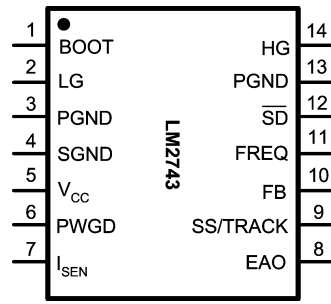 1 BOOT HG 14
2 LG PGND 13
3 PGND SD 12
4 SGND FREQ 11
5 VCC FB 10
6 PWGD SS/TRACK 9
7 ISEN EAO 8
LM2743